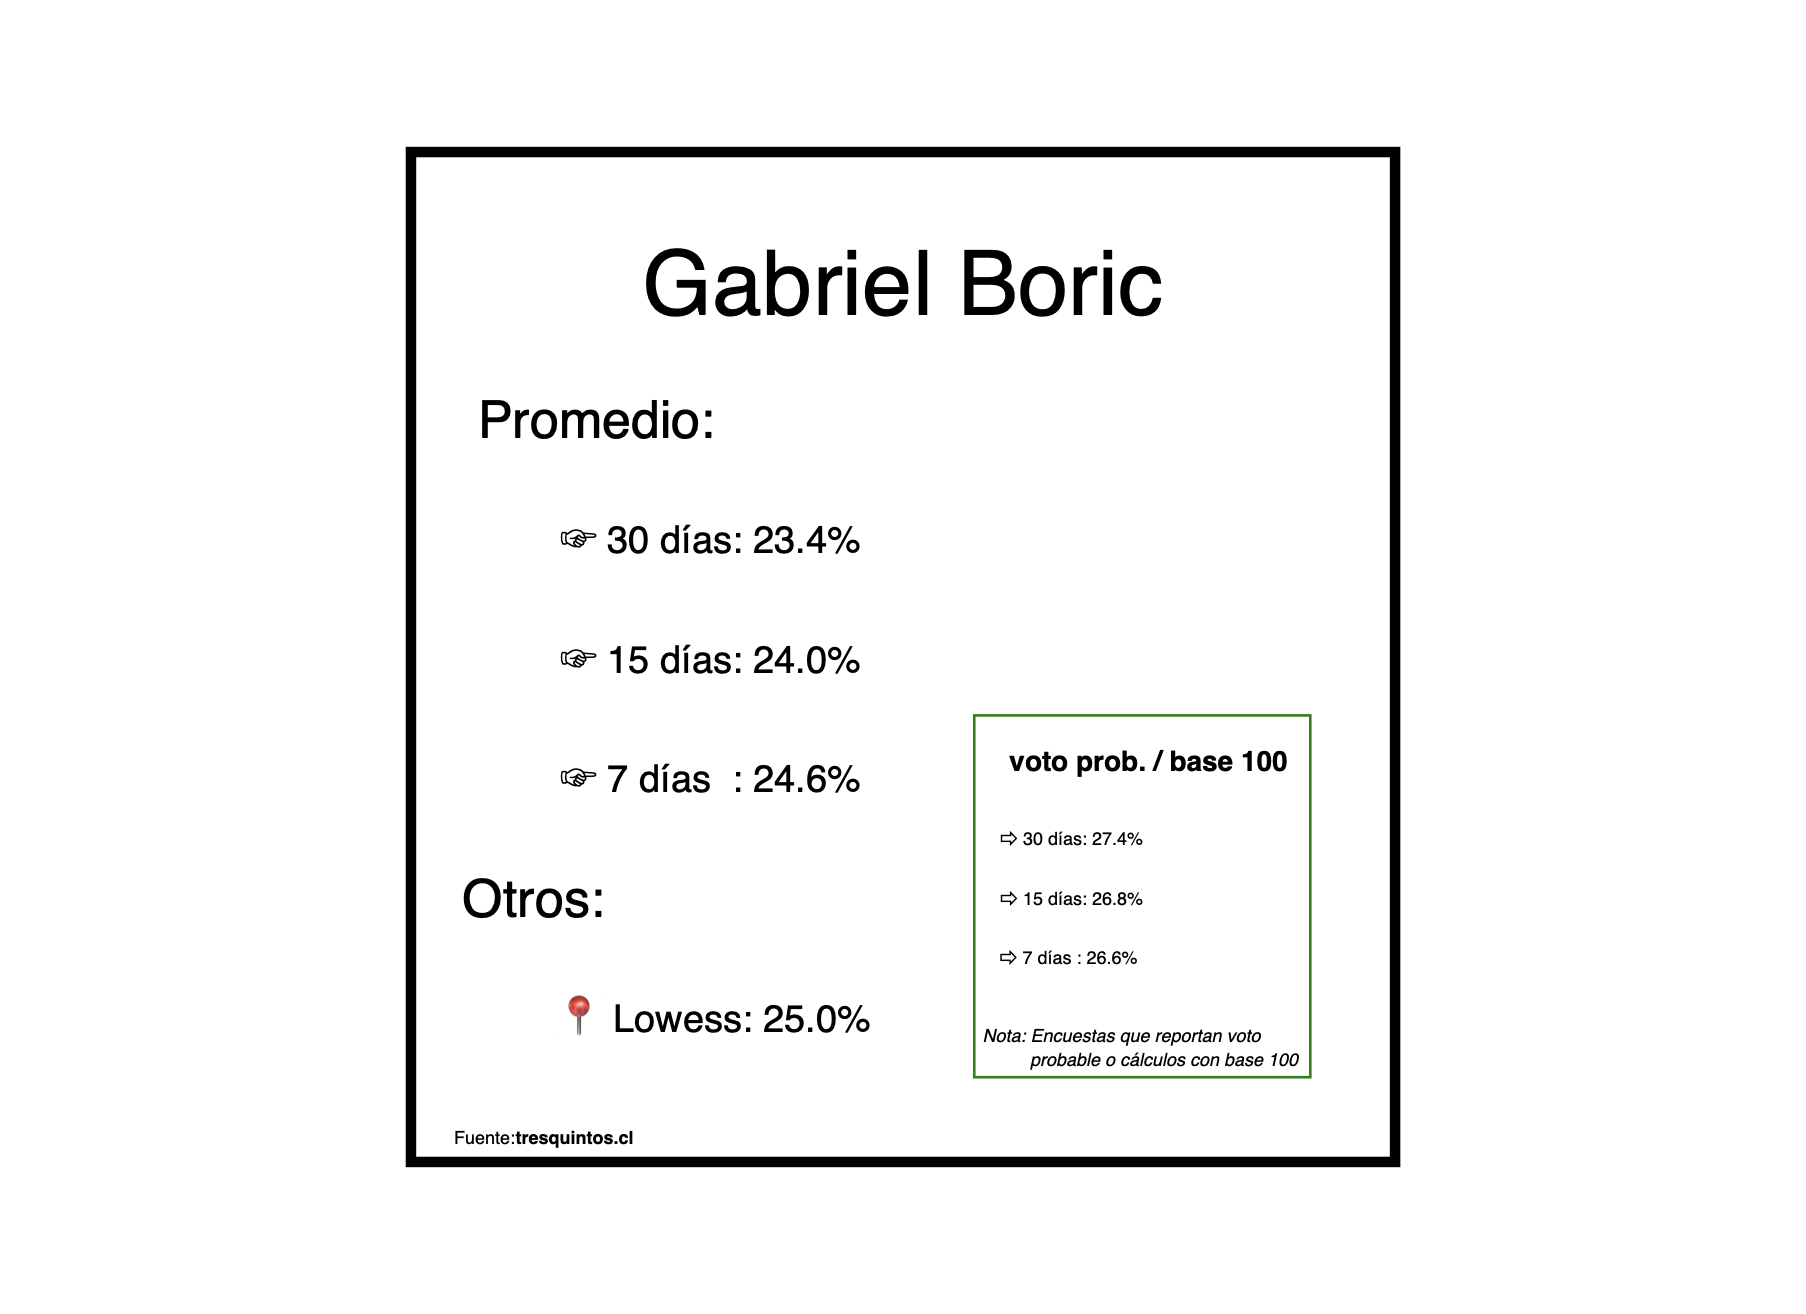 Gabriel Boric
Promedio:
☞ 30 días: 23.4%
☞ 15 días: 24.0%
☞ 7 días  : 24.6%
Otros:
📍 Lowess: 25.0%
voto prob. / base 100
⇨ 30 días: 27.4%
⇨ 15 días: 26.8%
⇨ 7 días : 26.6%
Nota: Encuestas que reportan voto
probable o cálculos con base 100
Fuente:tresquintos.cl